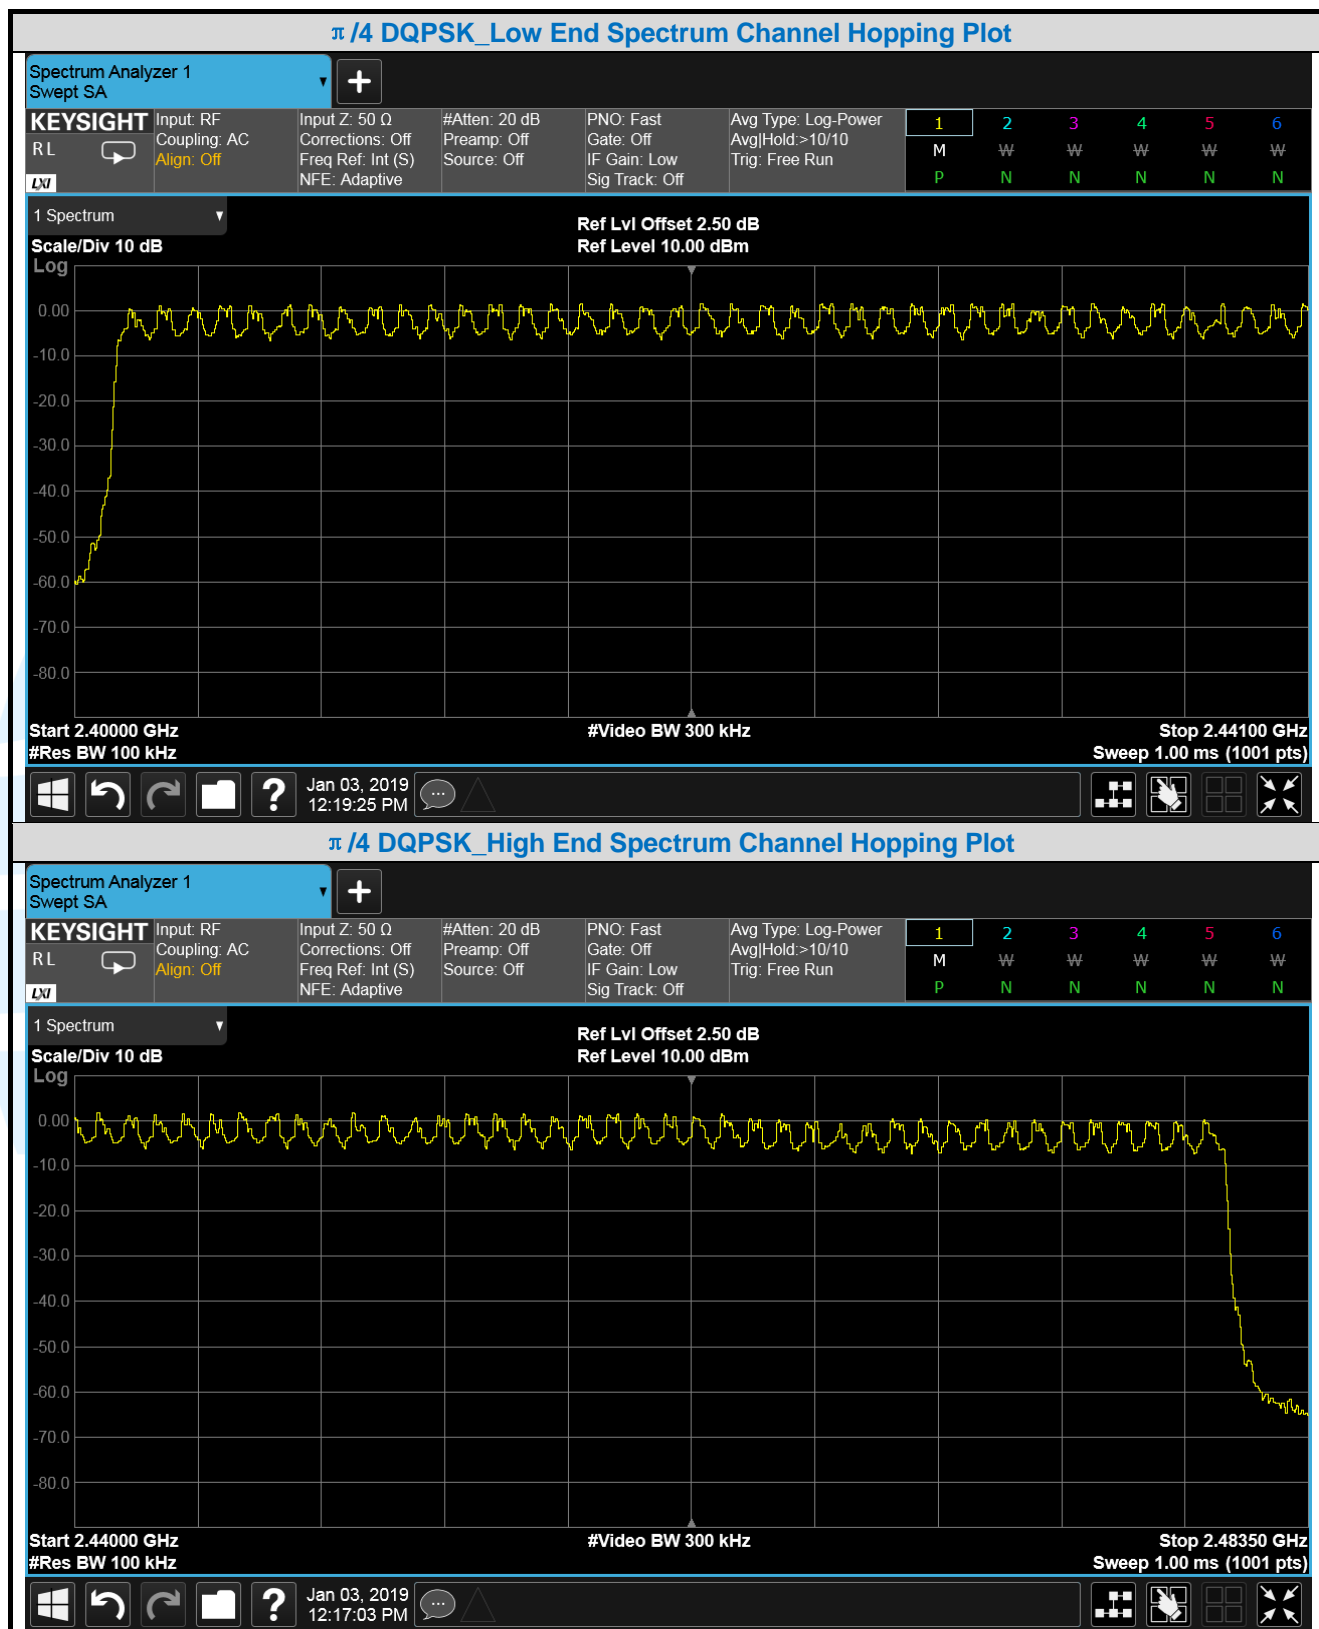 π/4 DQPSK_Low End Spectrum Channel Hopping Plot
Spectrum Analyzer 1
Swept SA
KEYSIGHT
R L
LXI
Input: RF
Coupling: AC
Align: Off
Input Z: 50 Ω
Corrections: Off
Freq Ref: Int (S)
NFE: Adaptive
#Atten: 20 dB
Preamp: Off
Source: Off
PNO: Fast
Gate: Off
IF Gain: Low
Sig Track: Off
Avg Type: Log-Power
Avg|Hold:>10/10
Trig: Free Run
1 2 3 4 5 6
M W W W W W
P N N N N N
1 Spectrum
Scale/Div 10 dB
Ref Lvl Offset 2.50 dB
Ref Level 10.00 dBm
Log
0.00
-10.0
-20.0
-30.0
-40.0
-50.0
-60.0
-70.0
-80.0
Start 2.40000 GHz
#Res BW 100 kHz
#Video BW 300 kHz
Stop 2.44100 GHz
Sweep 1.00 ms (1001 pts)
?
Jan 03, 2019
12:19:25 PM
π/4 DQPSK_High End Spectrum Channel Hopping Plot
Spectrum Analyzer 1
Swept SA
KEYSIGHT
R L
LXI
Input: RF
Coupling: AC
Align: Off
Input Z: 50 Ω
Corrections: Off
Freq Ref: Int (S)
NFE: Adaptive
#Atten: 20 dB
Preamp: Off
Source: Off
PNO: Fast
Gate: Off
IF Gain: Low
Sig Track: Off
Avg Type: Log-Power
Avg|Hold:>10/10
Trig: Free Run
1 2 3 4 5 6
M W W W W W
P N N N N N
1 Spectrum
Scale/Div 10 dB
Ref Lvl Offset 2.50 dB
Ref Level 10.00 dBm
Log
0.00
-10.0
-20.0
-30.0
-40.0
-50.0
-60.0
-70.0
-80.0
Start 2.44000 GHz
#Res BW 100 kHz
#Video BW 300 kHz
Stop 2.48350 GHz
Sweep 1.00 ms (1001 pts)
?
Jan 03, 2019
12:17:03 PM